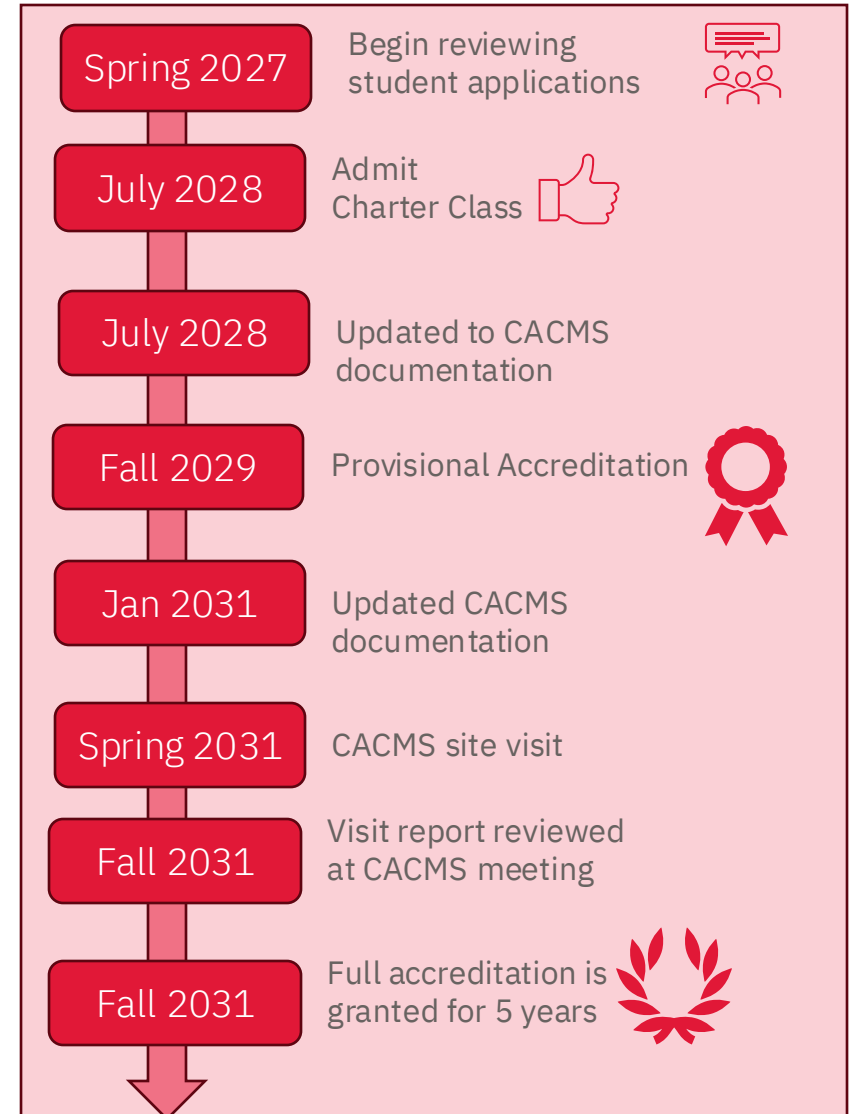 Spring 2027
Begin reviewing
student applications
July 2028
Admit
Charter Class
July 2028
Updated to CACMS
documentation
Fall 2029
Provisional Accreditation
Jan 2031
Updated CACMS
documentation
Spring 2031
CACMS site visit
Fall 2031
Visit report reviewed
at CACMS meeting
Fall 2031
Full accreditation is
granted for 5 years